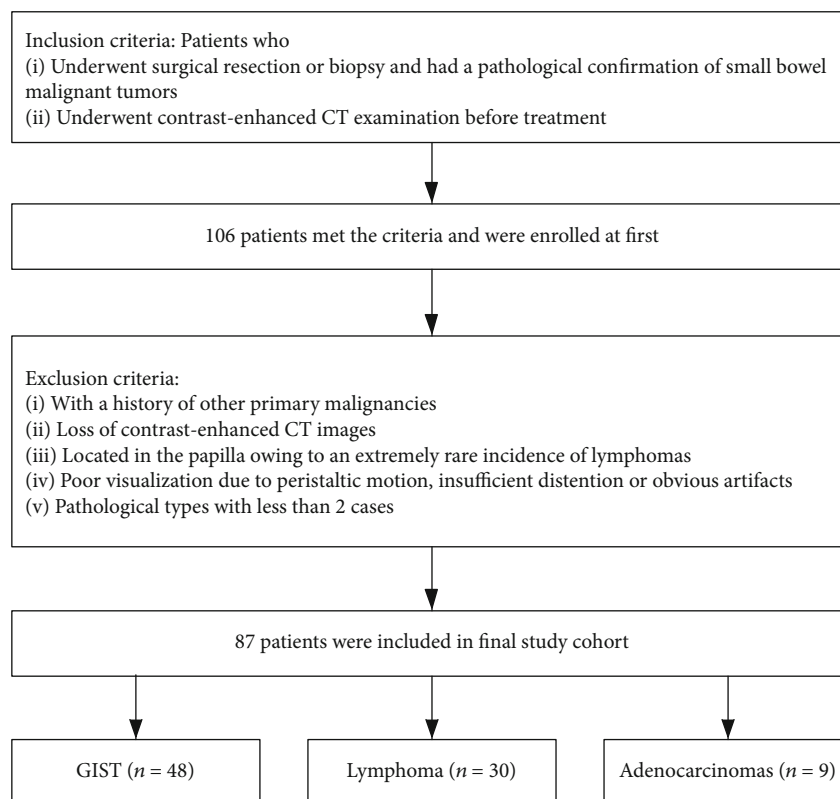 Inclusion criteria: Patients who
(i) Underwent surgical resection or biopsy and had a pathological confirmation of small bowel
malignant tumors
(ii) Underwent contrast-enhanced CT examination before treatment
106 patients met the criteria and were enrolled at first
Exclusion criteria:
(i) With a history of other primary malignancies
(ii) Loss of contrast-enhanced CT images
(iii) Located in the papilla owing to an extremely rare incidence of lymphomas
(iv) Poor visualization due to peristaltic motion, insufficient distention or obvious artifacts
(v) Pathological types with less than 2 cases
87 patients were included in final study cohort
GIST (n = 48)
Lymphoma (n = 30)
Adenocarcinomas (n = 9)